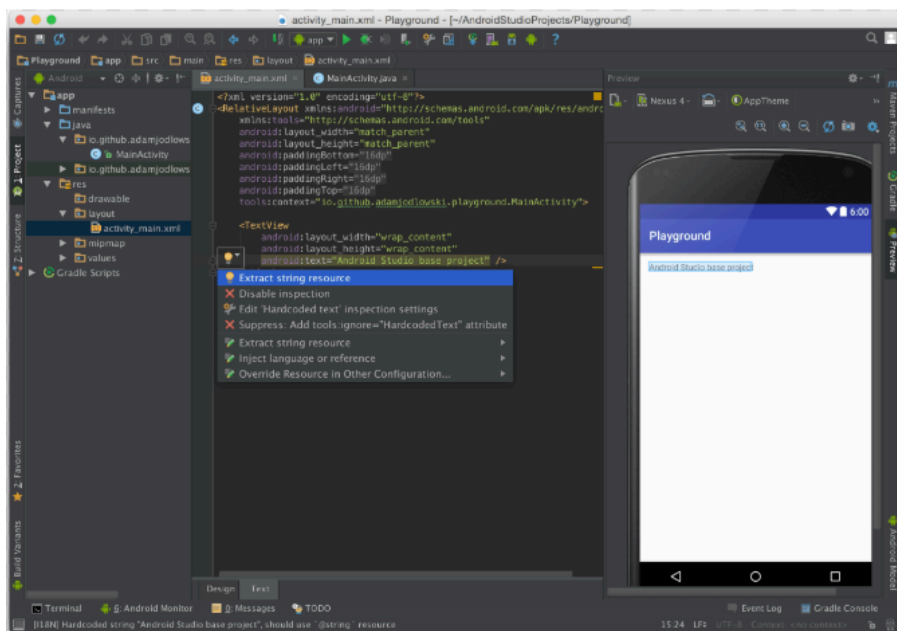 activity_main.xml - Playground - [~/AndroidStudioProjects/Playground]
app
Playground app src main res layout activity_main.xml
Android activity_main.xml MainActivity.java Preview
Captures
1: Project
Z: Structure
2: Favorites
Build Variants
app
manifests
java
io.github.adamjodlows
MainActivity
io.github.adamjodlows
res
drawable
layout
activity_main.xml
mipmap
values
Gradle Scripts
<?xml version="1.0" encoding="utf-8"?>
<RelativeLayout xmlns:android="http://schemas.android.com/apk/res/andro
xmlns:tools="http://schemas.android.com/tools"
android:layout_width="match_parent"
android:layout_height="match_parent"
android:paddingBottom="16dp"
android:paddingLeft="16dp"
android:paddingRight="16dp"
android:paddingTop="16dp"
tools:context="io.github.adamjodlowski.playground.MainActivity">
<TextView
android:layout_width="wrap_content"
android:layout_height="wrap_content"
android:text="Android Studio base project" />
Extract string resource
Disable inspection
Edit 'Hardcoded text' inspection settings
Suppress: Add tools:ignore="HardcodedText" attribute
Extract string resource
Inject language or reference
Override Resource in Other Configuration...
Nexus 4 AppTheme
6:00
Playground
Android Studio base project
Maven Projects
Gradle
Preview
Android Model
Design Text
Terminal 6: Android Monitor 0: Messages TODO Event Log Gradle Console
[I18N] Hardcoded string "Android Studio base project", should use `@string` resource 15:24 LF÷ UTF-8 Context: <no context>